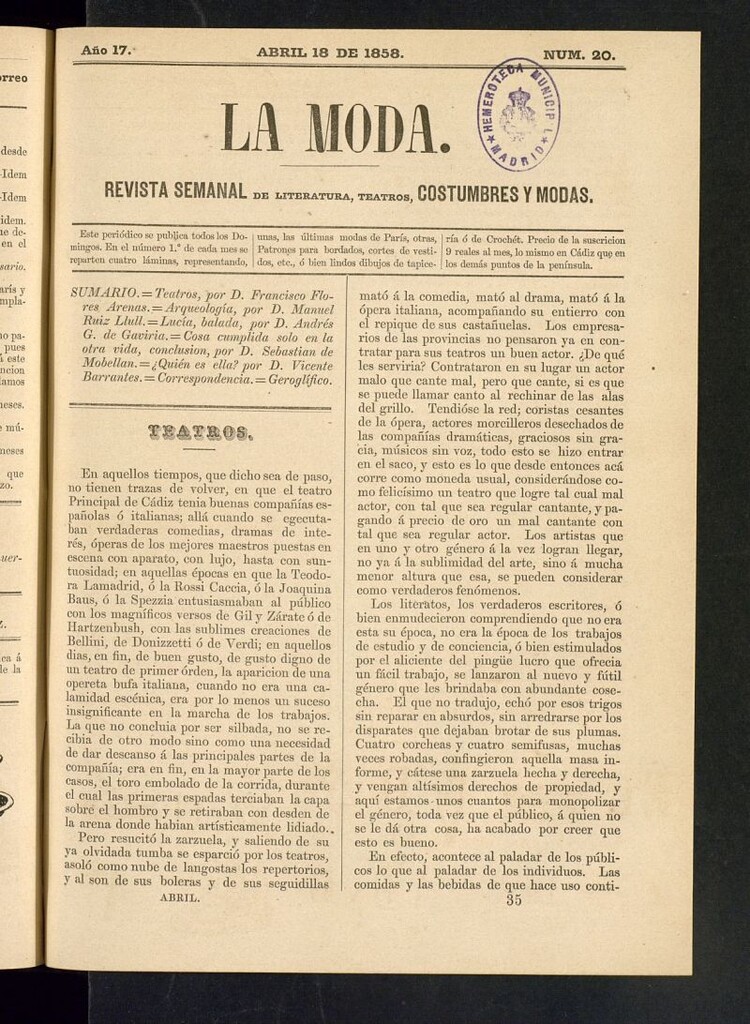 Año 17.
ABRIL 18 DE 1858.
NUM. 20.
HEMEROTECA MUNICIP L
MADRID
LA MODA.
REVISTA SEMANAL DE LITERATURA, TEATROS, COSTUMBRES Y MODAS.
Este periódico se publica todos los Do-
mingos. En el número 1.º de cada mes se
reparten cuatro láminas, representando,
unas, las últimas modas de París, otras,
Patrones para bordados, cortes de vesti-
dos, etc., ó bien lindos dibujos de tapice-
ría ó de Crochét. Precio de la suscricion
9 reales al mes, lo mismo en Cádiz que en
los demás puntos de la península.
SUMARIO.=Teatros, por D. Francisco Flo-
res Arenas.=Arqueología, por D. Manuel
Ruiz Llull.=Lucía, balada, por D. Andrés
G. de Gaviria.=Cosa cumplida solo en la
otra vida, conclusion, por D. Sebastian de
Mobellan.=¿Quién es ella? por D. Vicente
Barrantes.=Correspondencia.=Geroglífico.
TEATROS.
En aquellos tiempos, que dicho sea de paso,
no tienen trazas de volver, en que el teatro
Principal de Cádiz tenia buenas compañías es-
pañolas ó italianas; allá cuando se egecuta-
ban verdaderas comedias, dramas de inte-
rés, óperas de los mejores maestros puestas en
escena con aparato, con lujo, hasta con sun-
tuosidad; en aquellas épocas en que la Teodo-
ra Lamadrid, ó la Rossi Caccia, ó la Joaquina
Baus, ó la Spezzia entusiasmaban al público
con los magníficos versos de Gil y Zárate ó de
Hartzenbush, con las sublimes creaciones de
Bellini, de Donizzetti ó de Verdi; en aquellos
dias, en fin, de buen gusto, de gusto digno de
un teatro de primer órden, la aparicion de una
opereta bufa italiana, cuando no era una ca-
lamidad escénica, era por lo menos un suceso
insignificante en la marcha de los trabajos.
La que no concluia por ser silbada, no se re-
cibia de otro modo sino como una necesidad
de dar descanso á las principales partes de la
compañía; era en fin, en la mayor parte de los
casos, el toro embolado de la corrida, durante
el cual las primeras espadas terciaban la capa
sobre el hombro y se retiraban con desden de
la arena donde habian artísticamente lidiado..
Pero resucitó la zarzuela, y saliendo de su
ya olvidada tumba se esparció por los teatros,
asoló como nube de langostas los repertorios,
y al son de sus boleras y de sus seguidillas
ABRIL.
mató á la comedia, mató al drama, mató á la
ópera italiana, acompañando su entierro con
el repique de sus castañuelas. Los empresa-
rios de las provincias no pensaron ya en con-
tratar para sus teatros un buen actor. ¿De qué
les serviria? Contrataron en su lugar un actor
malo que cante mal, pero que cante, si es que
se puede llamar canto al rechinar de las alas
del grillo. Tendióse la red; coristas cesantes
de la ópera, actores morcilleros desechados de
las compañías dramáticas, graciosos sin gra-
cia, músicos sin voz, todo esto se hizo entrar
en el saco, y esto es lo que desde entonces acá
corre como moneda usual, considerándose co-
mo felicísimo un teatro que logre tal cual mal
actor, con tal que sea regular cantante, y pa-
gando á precio de oro un mal cantante con
tal que sea regular actor. Los artistas que
en uno y otro género á la vez logran llegar,
no ya á la sublimidad del arte, sino á mucha
menor altura que esa, se pueden considerar
como verdaderos fenómenos.
Los literatos, los verdaderos escritores, ó
bien enmudecieron comprendiendo que no era
esta su época, no era la época de los trabajos
de estudio y de conciencia, ó bien estimulados
por el aliciente del pingüe lucro que ofrecia
un fácil trabajo, se lanzaron al nuevo y fútil
género que les brindaba con abundante cose-
cha. El que no tradujo, echó por esos trigos
sin reparar en absurdos, sin arredrarse por los
disparates que dejaban brotar de sus plumas.
Cuatro corcheas y cuatro semifusas, muchas
veces robadas, confingieron aquella masa in-
forme, y cátese una zarzuela hecha y derecha,
y vengan altísimos derechos de propiedad, y
aquí estamos unos cuantos para monopolizar
el género, toda vez que el público, á quien no
se le dá otra cosa, ha acabado por creer que
esto es bueno.
En efecto, acontece al paladar de los públi-
cos lo que al paladar de los individuos. Las
comidas y las bebidas de que hace uso conti-
35